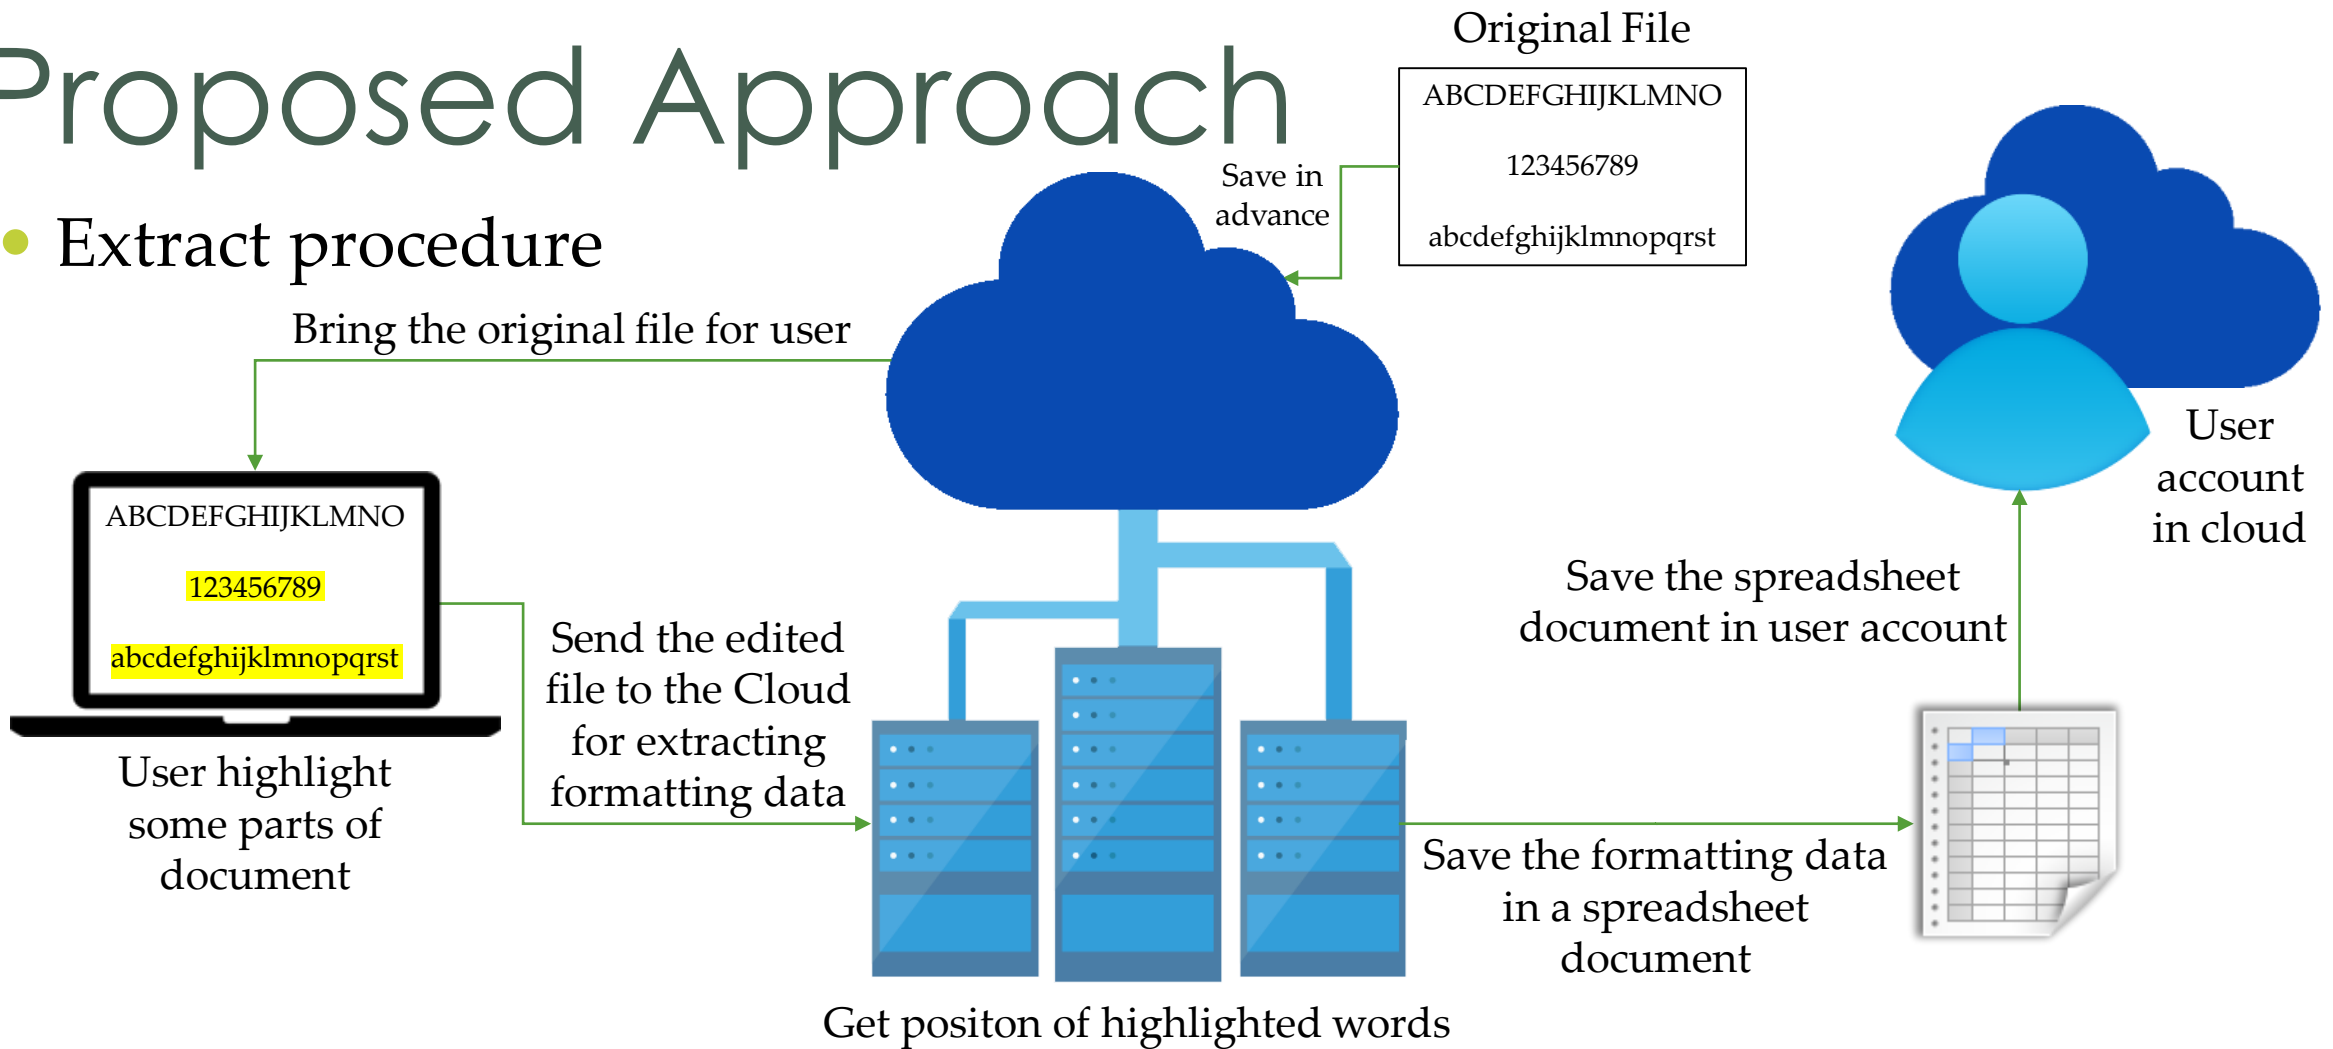 Proposed Approach
• Extract procedure
Original File
ABCDEFGHIJKLMNO
123456789
abcdefghijklmnopqrst
Save in
advance
Bring the original file for user
ABCDEFGHIJKLMNO
123456789
abcdefghijklmnopqrst
User highlight
some parts of
document
Send the edited
file to the Cloud
for extracting
formatting data
Get positon of highlighted words
Save the formatting data
in a spreadsheet
document
Save the spreadsheet
document in user account
User
account
in cloud